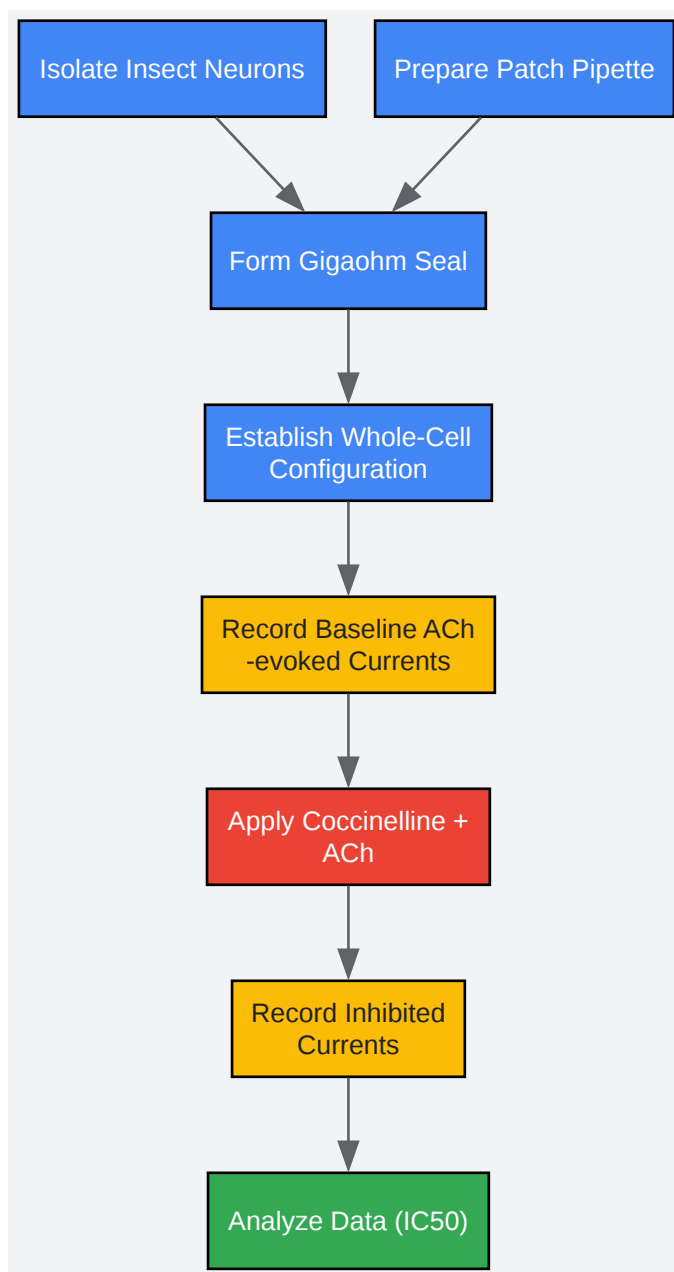 Isolate Insect Neurons
Prepare Patch Pipette
Form Gigaohm Seal
Establish Whole-Cell
Configuration
Record Baseline ACh
-evoked Currents
Apply Coccinelline +
ACh
Record Inhibited
Currents
Analyze Data (IC50)